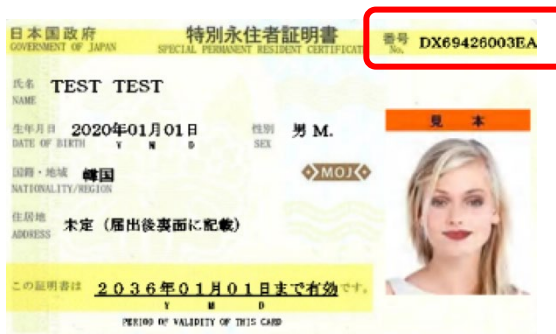 日本国政府 特別永住者証明書 番号 DX69426003EA
GOVERNMENT OF JAPAN SPECIAL PERMANENT RESIDENT CERTIFICAT No.
氏名 TEST TEST
NAME
生年月日 2020年01月01日 性別 男 M.
DATE OF BIRTH Y M D SEX
見 本
国籍・地域 韓国
NATIONALITY/REGION
MOJ
住居地 未定（届出後裏面に記載）
ADDRESS
この証明書は 2036年01月01日まで有効です。
Y M D
PERIOD OF VALIDITY OF THIS CARD